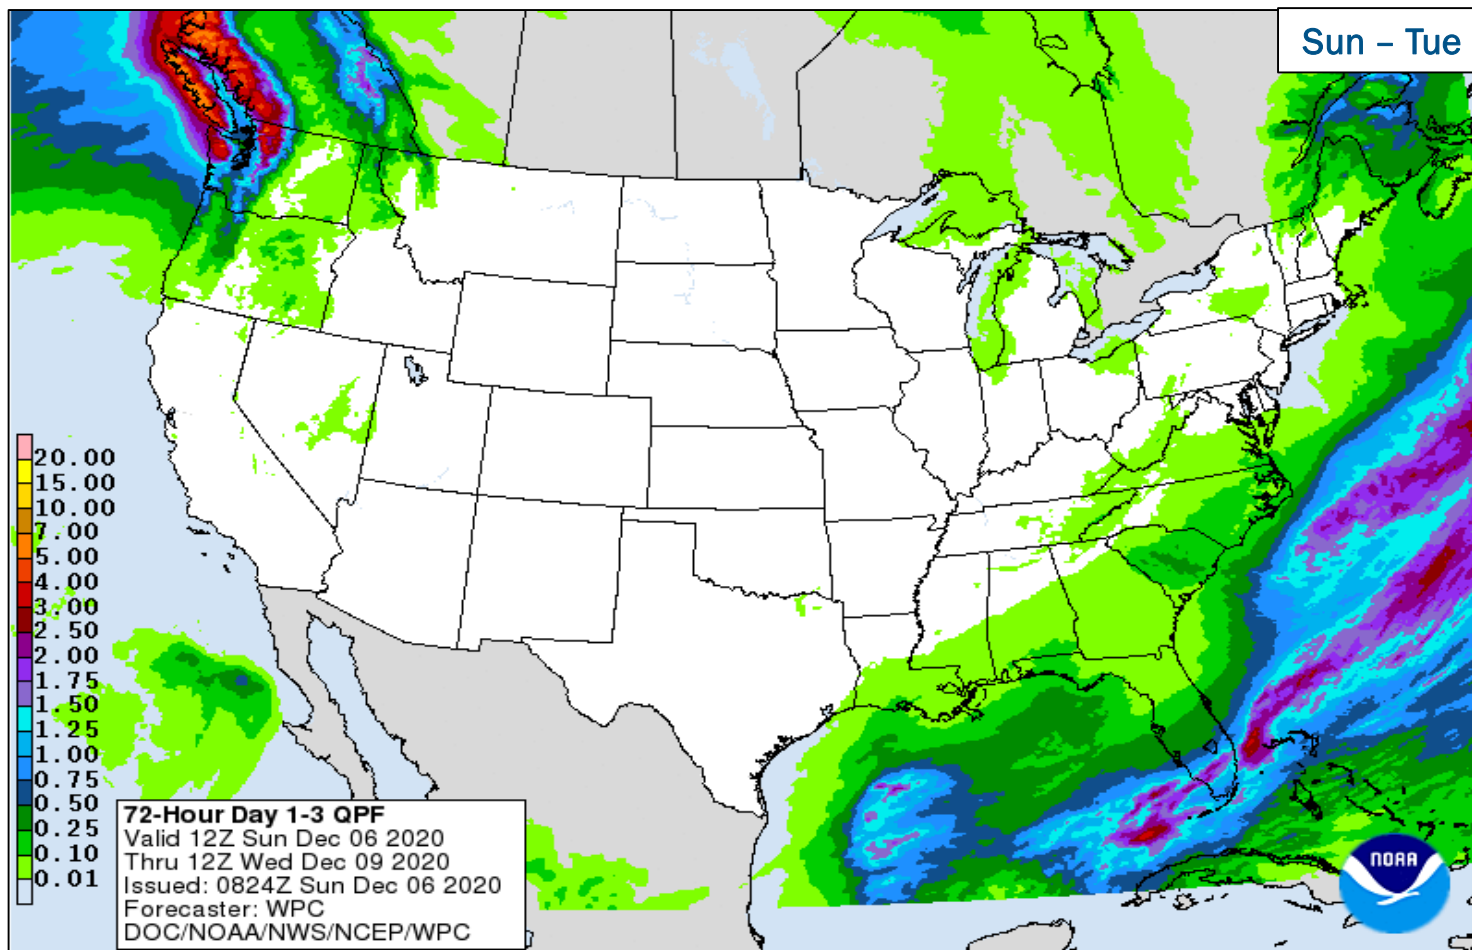 Sun – Tue
20.00
15.00
10.00
7.00
5.00
4.00
3.00
2.50
2.00
1.75
1.50
1.25
1.00
0.75
0.50
0.25
0.10
0.01
72-Hour Day 1-3 QPF
Valid 12Z Sun Dec 06 2020
Thru 12Z Wed Dec 09 2020
Issued: 0824Z Sun Dec 06 2020
Forecaster: WPC
DOC/NOAA/NWS/NCEP/WPC
NOAA